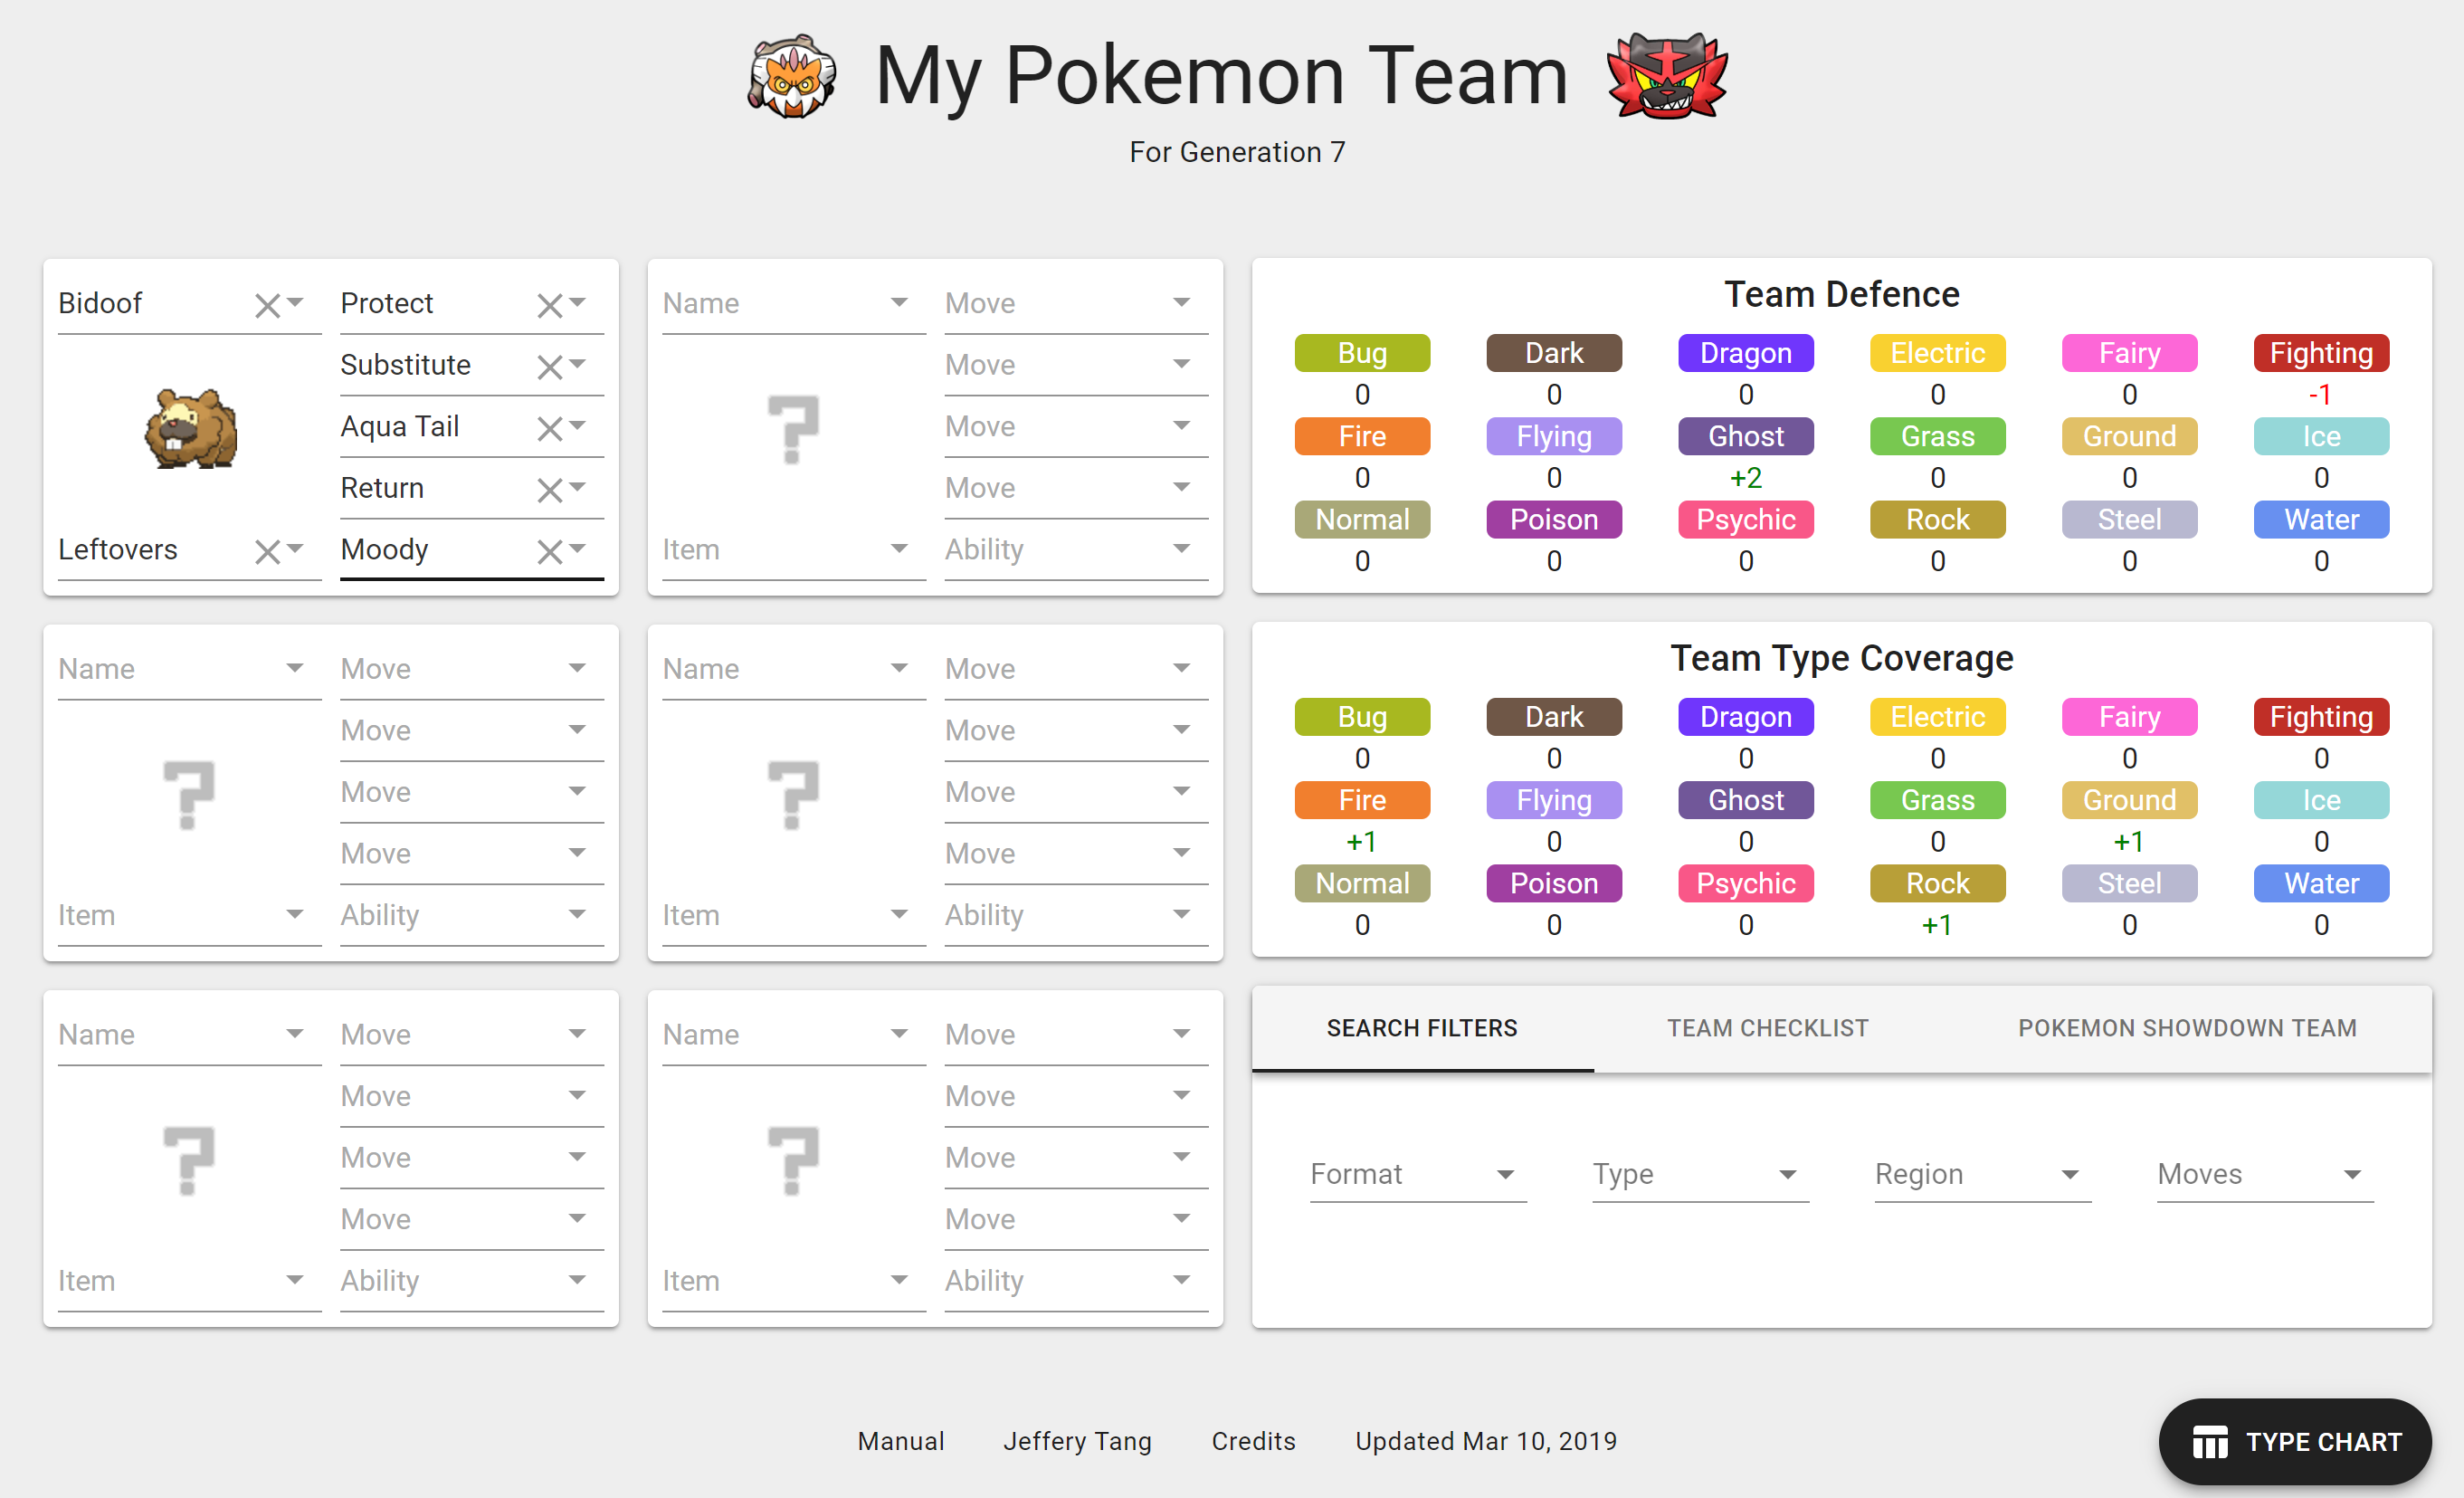 My Pokemon Team
For Generation 7
Bidoof
Protect
Substitute
Aqua Tail
Return
Leftovers
Moody
Name
Move
Move
Move
Move
Item
Ability
Name
Move
Move
Move
Move
Item
Ability
Name
Move
Move
Move
Move
Item
Ability
Name
Move
Move
Move
Move
Item
Ability
Name
Move
Move
Move
Move
Item
Ability
Team Defence
Bug Dark Dragon Electric Fairy Fighting
0 0 0 0 0 -1
Fire Flying Ghost Grass Ground Ice
0 0 +2 0 0 0
Normal Poison Psychic Rock Steel Water
0 0 0 0 0 0
Team Type Coverage
Bug Dark Dragon Electric Fairy Fighting
0 0 0 0 0 0
Fire Flying Ghost Grass Ground Ice
+1 0 0 0 +1 0
Normal Poison Psychic Rock Steel Water
0 0 0 +1 0 0
SEARCH FILTERS TEAM CHECKLIST POKEMON SHOWDOWN TEAM
Format Type Region Moves
Manual Jeffery Tang Credits Updated Mar 10, 2019
TYPE CHART